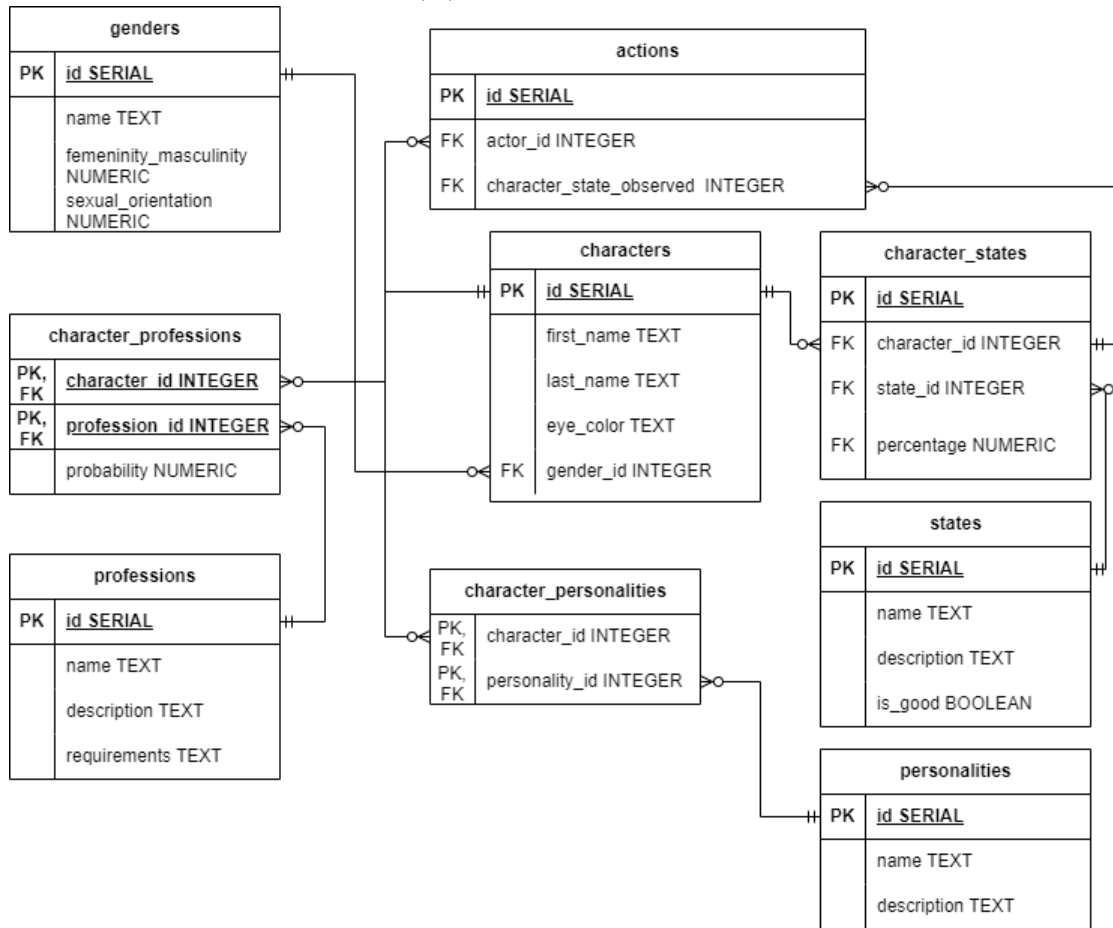 genders
PK id SERIAL
name TEXT
femeninity_masculinity
NUMERIC
sexual_orientation
NUMERIC
actions
PK id SERIAL
FK actor_id INTEGER
FK character_state_observed INTEGER
characters
PK id SERIAL
first_name TEXT
last_name TEXT
eye_color TEXT
FK gender_id INTEGER
character_states
PK id SERIAL
FK character_id INTEGER
FK state_id INTEGER
FK percentage NUMERIC
character_professions
PK,
FK character_id INTEGER
PK,
FK profession_id INTEGER
probability NUMERIC
states
PK id SERIAL
name TEXT
description TEXT
is_good BOOLEAN
professions
PK id SERIAL
name TEXT
description TEXT
requirements TEXT
character_personalities
PK,
FK character_id INTEGER
PK,
FK personality_id INTEGER
personalities
PK id SERIAL
name TEXT
description TEXT